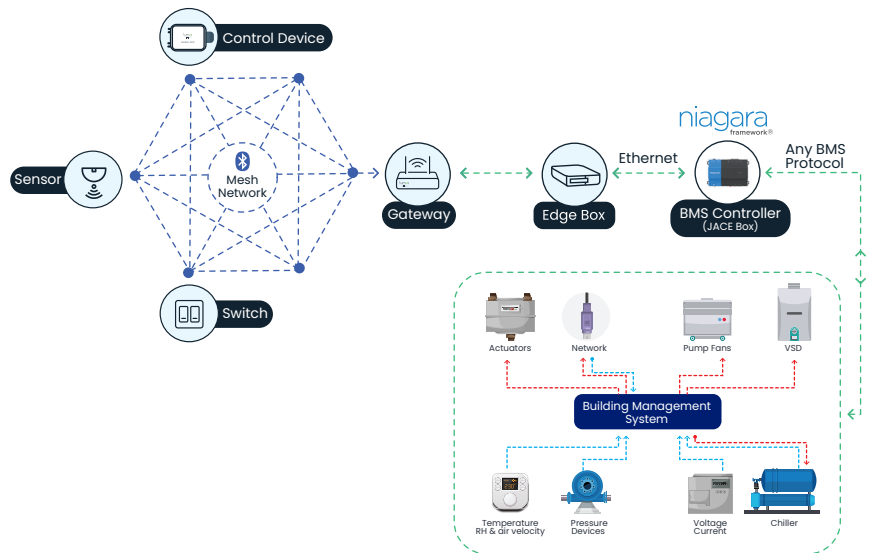 Control Device
Sensor
Mesh
Network
Switch
Gateway
Edge Box
Ethernet
niagara
framework®
BMS Controller
(JACE Box)
Any BMS
Protocol
Actuators
Network
Pump Fans
VSD
Building Management
System
Temperature
RH & air velocity
Pressure
Devices
Voltage
Current
Chiller